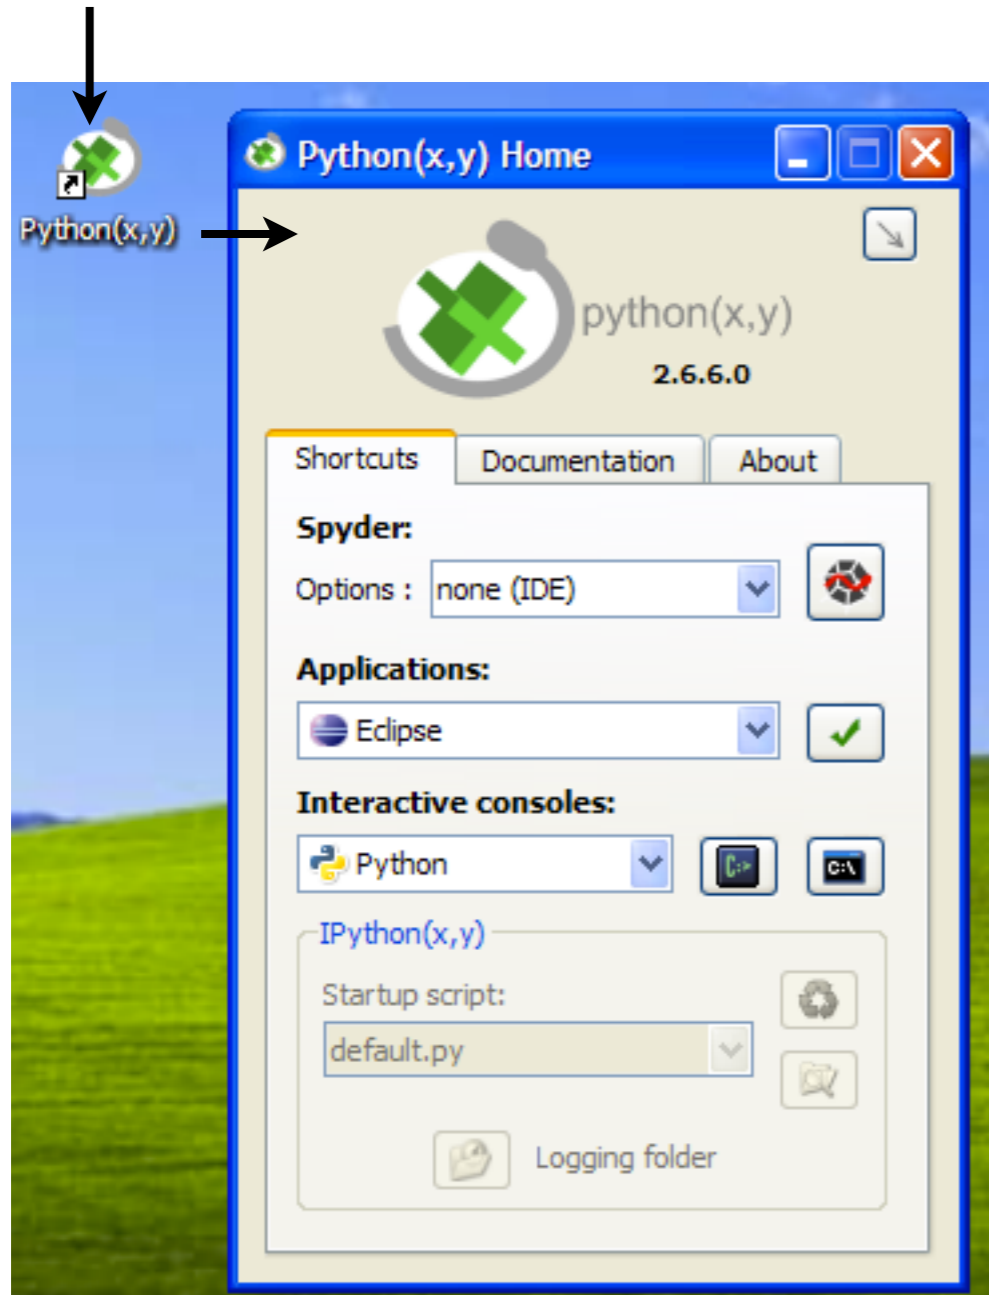 Python(x,y)
Python(x,y) Home
python(x,y)
2.6.6.0
Shortcuts Documentation About
Spyder:
Options : none (IDE)
Applications:
Eclipse
Interactive consoles:
Python C:> C:\
IPython(x,y)
Startup script:
default.py
Logging folder